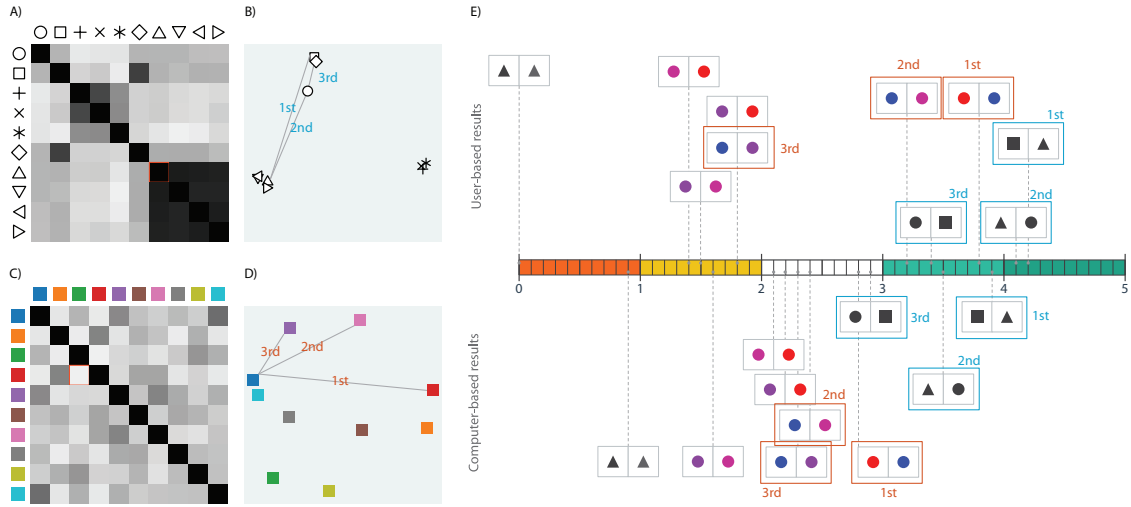 A)
B)
E)
3rd
1st
2nd
User-based results
2nd
1st
1st
3rd
3rd
2nd
0
1
2
3
4
5
C)
D)
3rd
2nd
1st
Computer-based results
3rd
1st
2nd
2nd
3rd
1st